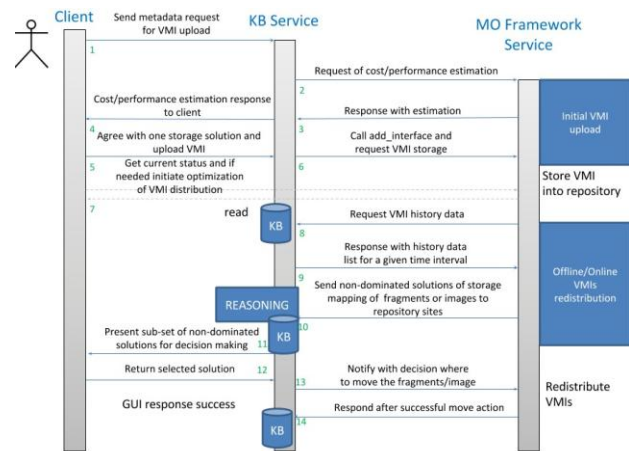 Client
KB Service
MO Framework
Service
Send metadata request
for VMI upload
1
Request of cost/performance estimation
2
Cost/performance estimation response
to client
Response with estimation
4
3
Initial VMI
upload
Agree with one storage solution and
upload VMI
Call add_interface and
request VMI storage
5
6
Get current status and if
needed initiate optimization
of VMI distribution
Store VMI
into repository
7
read
KB
Request VMI history data
8
Response with history data
list for a given time interval
9
Offline/Online
VMIs
redistribution
REASONING
Send non-dominated solutions of storage
mapping of fragments or images to
repository sites
KB
10
Present sub-set of non-dominated
solutions for decision making
11
Return selected solution
12
13
Notify with decision where
to move the fragments/image
Redistribute
VMIs
GUI response success
Respond after successful move action
KB
14